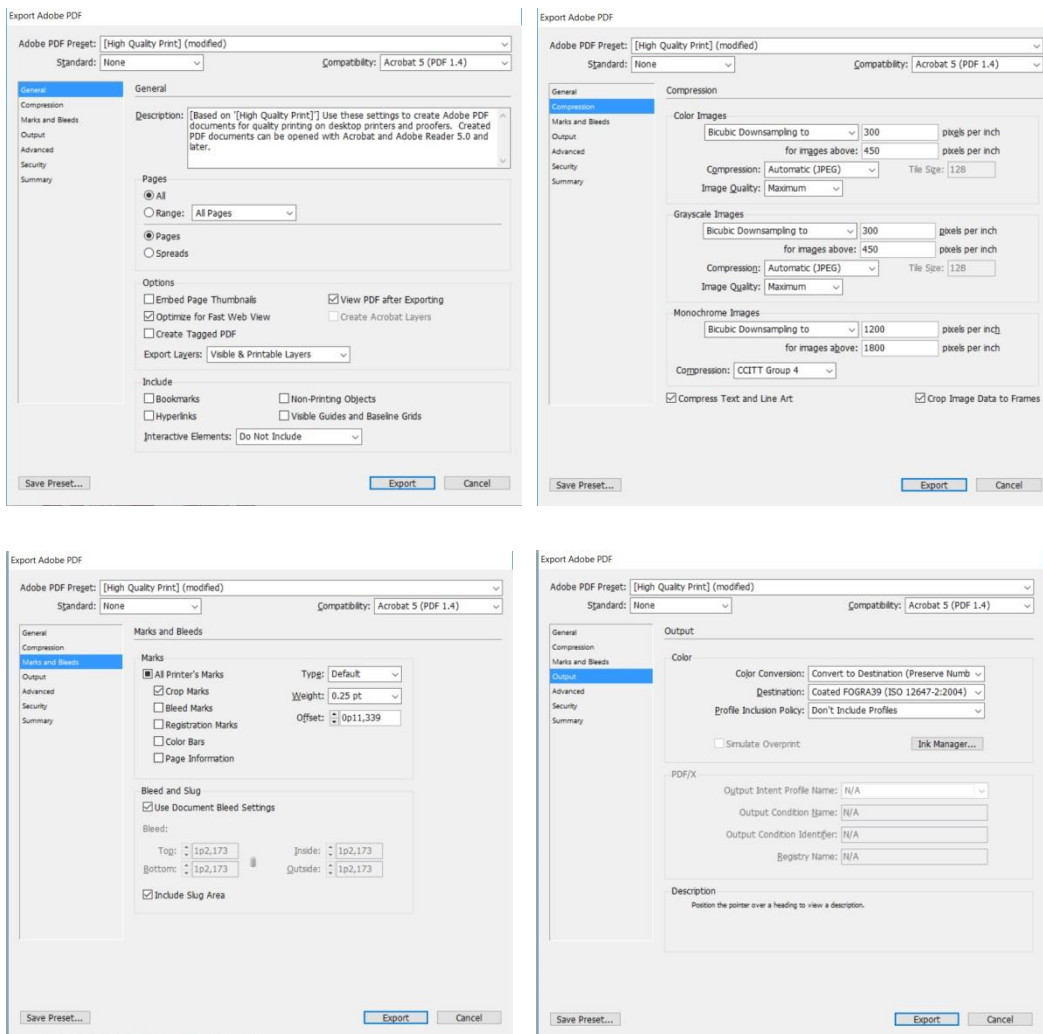 Export Adobe PDF
Adobe PDF Preset: [High Quality Print] (modified)
Standard: None Compatibility: Acrobat 5 (PDF 1.4)
General
Compression
Marks and Bleeds
Output
Advanced
Security
Summary
General
Description: [Based on '[High Quality Print]'] Use these settings to create Adobe PDF
documents for quality printing on desktop printers and proofers. Created
PDF documents can be opened with Acrobat and Adobe Reader 5.0 and
later.
Pages
All
Range: All Pages
Pages
Spreads
Options
Embed Page Thumbnails View PDF after Exporting
Optimize for Fast Web View Create Acrobat Layers
Create Tagged PDF
Export Layers: Visible & Printable Layers
Include
Bookmarks Non-Printing Objects
Hyperlinks Visible Guides and Baseline Grids
Interactive Elements: Do Not Include
Save Preset... Export Cancel
Export Adobe PDF
Adobe PDF Preset: [High Quality Print] (modified)
Standard: None Compatibility: Acrobat 5 (PDF 1.4)
General
Compression
Marks and Bleeds
Output
Advanced
Security
Summary
Compression
Color Images
Bicubic Downsampling to 300 pixels per inch
for images above: 450 pixels per inch
Compression: Automatic (JPEG) Tile Size: 128
Image Quality: Maximum
Grayscale Images
Bicubic Downsampling to 300 pixels per inch
for images above: 450 pixels per inch
Compression: Automatic (JPEG) Tile Size: 128
Image Quality: Maximum
Monochrome Images
Bicubic Downsampling to 1200 pixels per inch
for images above: 1800 pixels per inch
Compression: CCITT Group 4
Compress Text and Line Art Crop Image Data to Frames
Save Preset... Export Cancel
Export Adobe PDF
Adobe PDF Preset: [High Quality Print] (modified)
Standard: None Compatibility: Acrobat 5 (PDF 1.4)
General
Compression
Marks and Bleeds
Output
Advanced
Security
Summary
Marks and Bleeds
Marks
All Printer's Marks Type: Default
Crop Marks Weight: 0.25 pt
Bleed Marks Offset: 0p11,339
Registration Marks
Color Bars
Page Information
Bleed and Slug
Use Document Bleed Settings
Bleed:
Top: 1p2,173 Inside: 1p2,173
Bottom: 1p2,173 Outside: 1p2,173
Include Slug Area
Save Preset... Export Cancel
Export Adobe PDF
Adobe PDF Preset: [High Quality Print] (modified)
Standard: None Compatibility: Acrobat 5 (PDF 1.4)
General
Compression
Marks and Bleeds
Output
Advanced
Security
Summary
Output
Color
Color Conversion: Convert to Destination (Preserve Numb
Destination: Coated FOGRA39 (ISO 12647-2:2004)
Profile Inclusion Policy: Don't Include Profiles
Simulate Overprint Ink Manager...
PDF/X
Output Intent Profile Name: N/A
Output Condition Name: N/A
Output Condition Identifier: N/A
Registry Name: N/A
Description
Position the pointer over a heading to view a description.
Save Preset... Export Cancel